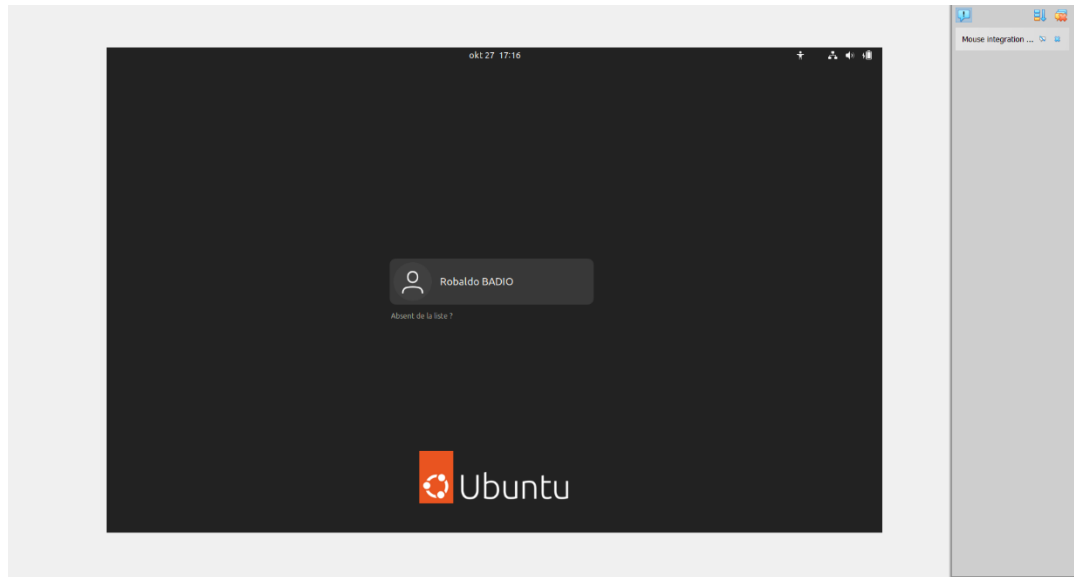 Mouse integration ...
okt 27 17:16
Robaldo BADIO
Absent de la liste ?
Ubuntu